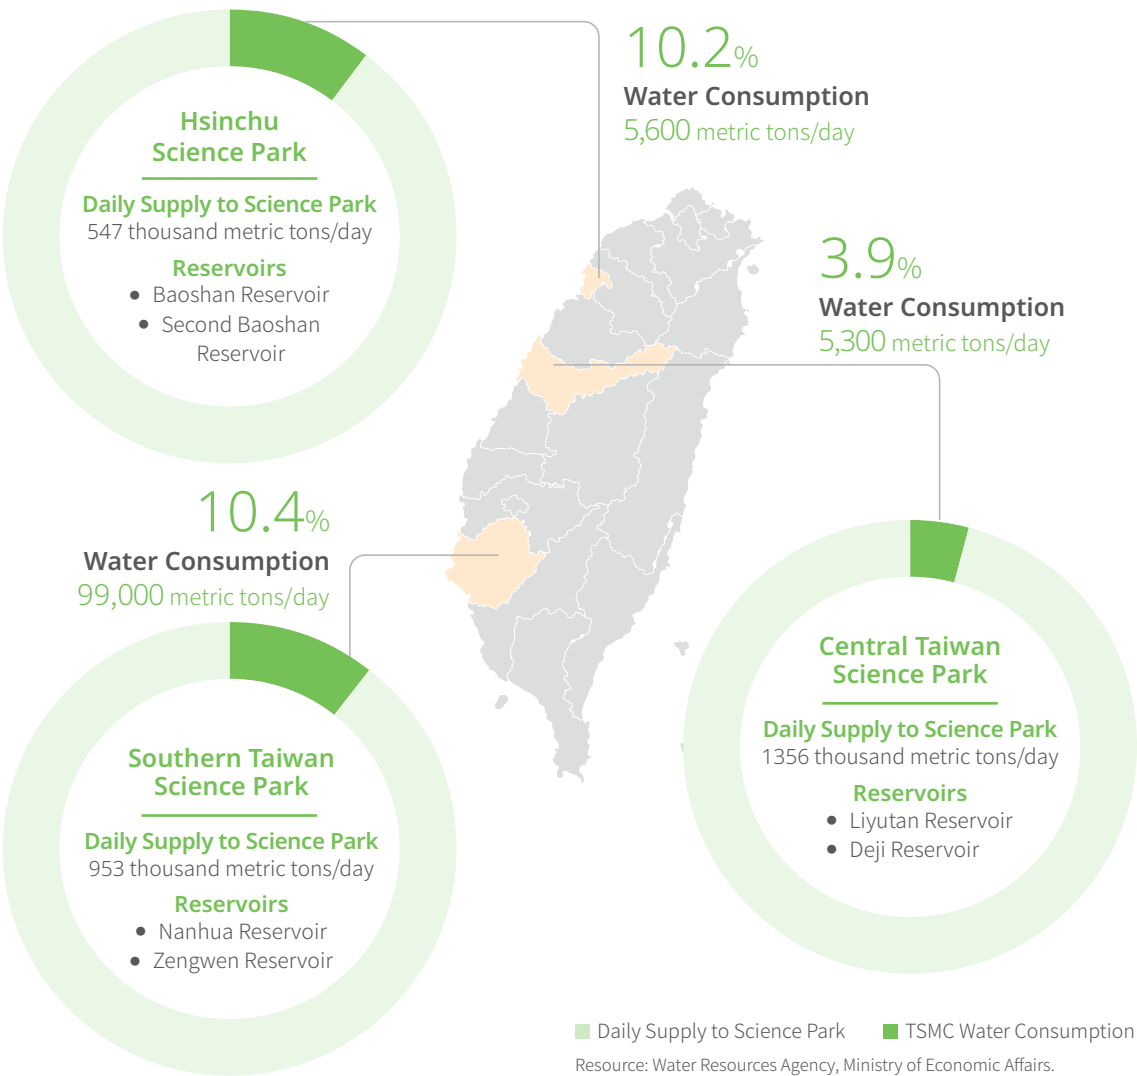 10.2%
Water Consumption
5,600 metric tons/day
Hsinchu
Science Park
Daily Supply to Science Park
547 thousand metric tons/day
Reservoirs
• Baoshan Reservoir
• Second Baoshan
Reservoir
3.9%
Water Consumption
5,300 metric tons/day
10.4%
Water Consumption
99,000 metric tons/day
Central Taiwan
Science Park
Daily Supply to Science Park
1356 thousand metric tons/day
Reservoirs
• Liyutan Reservoir
• Deji Reservoir
Southern Taiwan
Science Park
Daily Supply to Science Park
953 thousand metric tons/day
Reservoirs
• Nanhua Reservoir
• Zengwen Reservoir
Daily Supply to Science Park
TSMC Water Consumption
Resource: Water Resources Agency, Ministry of Economic Affairs.